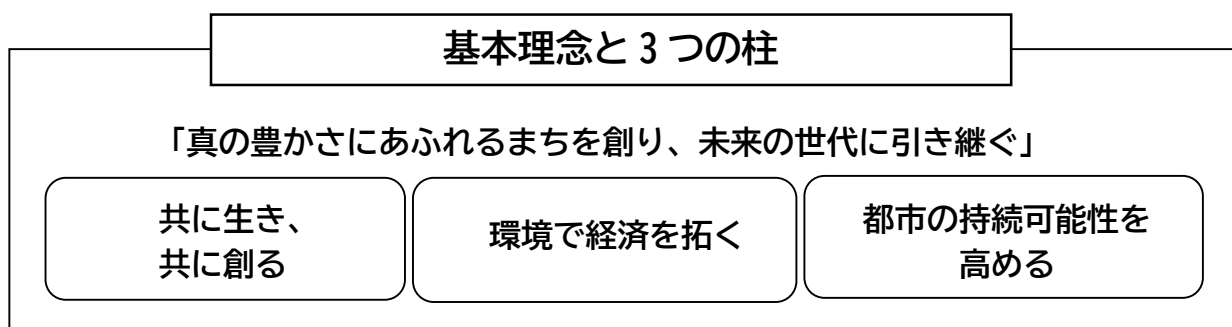 基本理念と3つの柱
「真の豊かさにあふれるまちを創り、未来の世代に引き継ぐ」
共に生き、
共に創る
環境で経済を拓く
都市の持続可能性を
高める